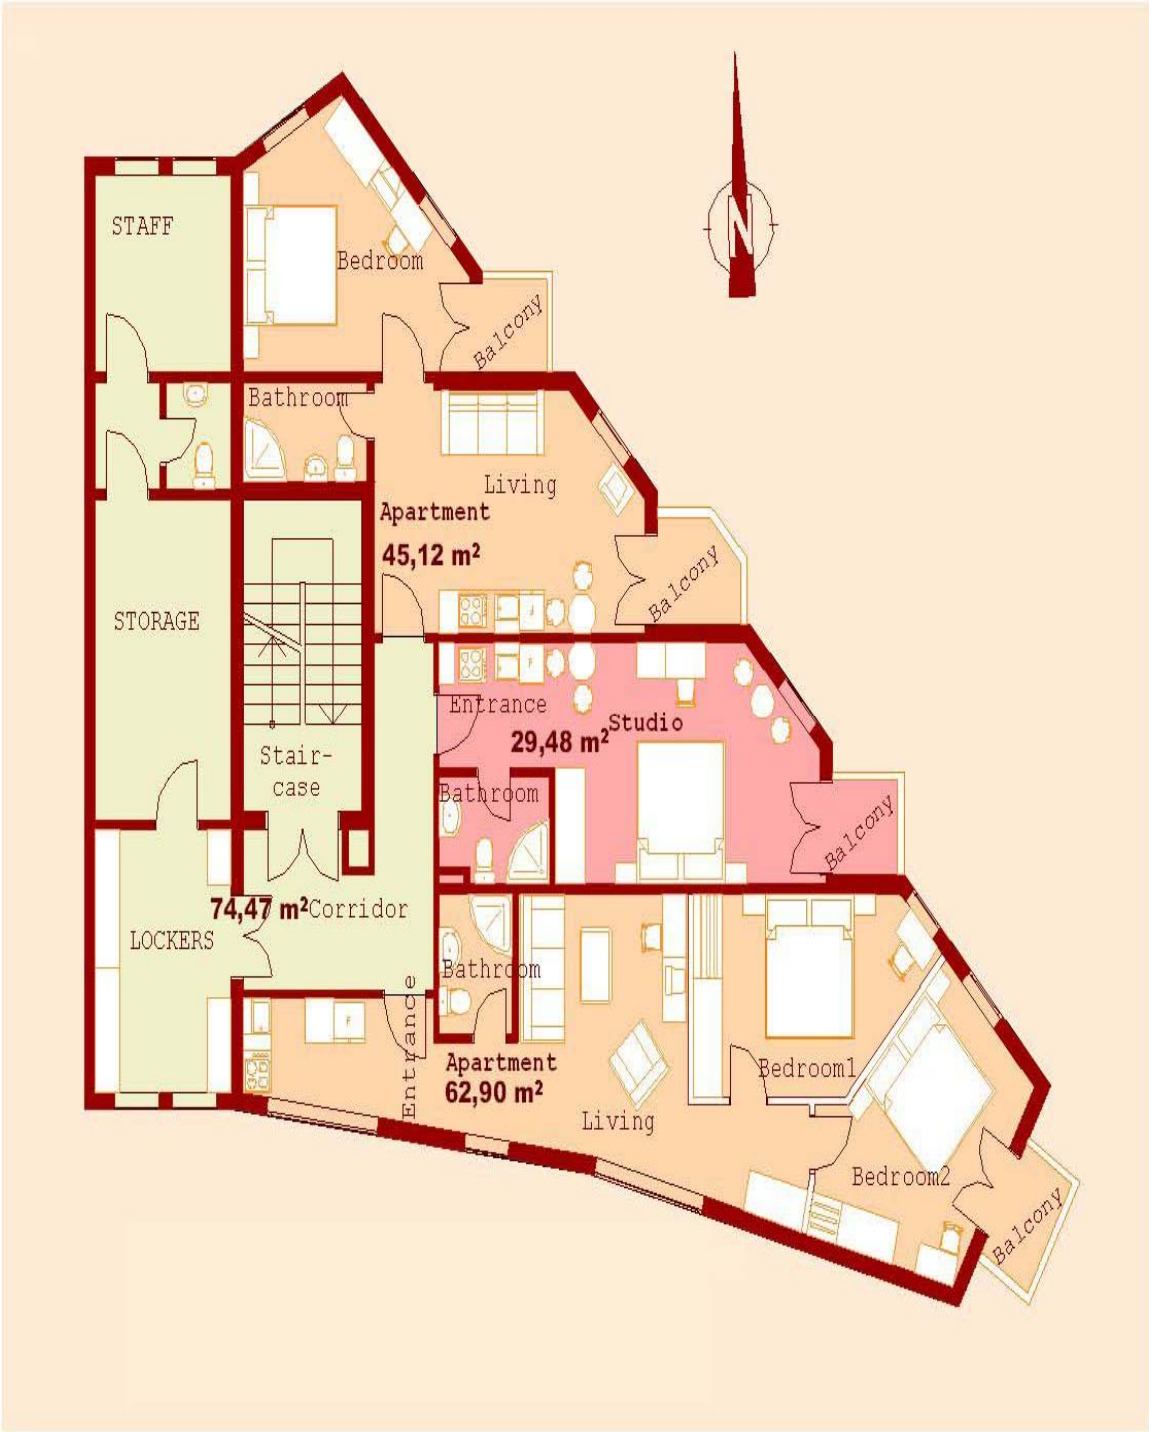 N
STAFF
Bedroom
Balcony
Bathroom
Living
Apartment
45,12 m²
Balcony
STORAGE
F
Entrance
Studio
29,48 m²
Stair-
case
Bathroom
Balcony
74,47 m²
Corridor
LOCKERS
Bathroom
Entrance
F
Apartment
62,90 m²
Living
Bedroom1
Bedroom2
Balcony